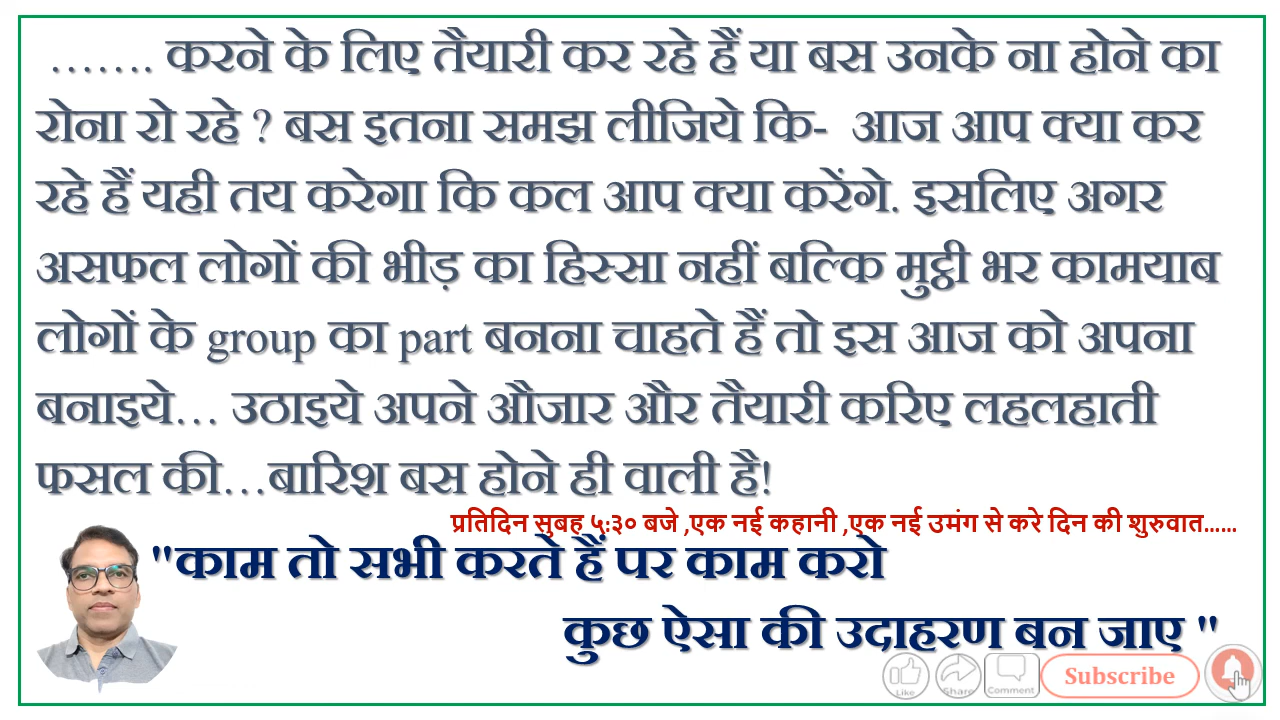 ……. करने के लिए तैयारी कर रहे हैं या बस उनके ना होने का
रोना रो रहे ? बस इतना समझ लीजिये कि- आज आप क्या कर
रहे हैं यही तय करेगा कि कल आप क्या करेंगे. इसलिए अगर
असफल लोगों की भीड़ का हिस्सा नहीं बल्कि मुट्ठी भर कामयाब
लोगों के group का part बनना चाहते हैं तो इस आज को अपना
बनाइये… उठाइये अपने औजार और तैयारी करिए लहलहाती
फसल की…बारिश बस होने ही वाली है!
प्रतिदिन सुबह ५:३० बजे ,एक नई कहानी ,एक नई उमंग से करे दिन की शुरुवात......
"काम तो सभी करते हैं पर काम करो
कुछ ऐसा की उदाहरण बन जाए "
Like Share Comment Subscribe